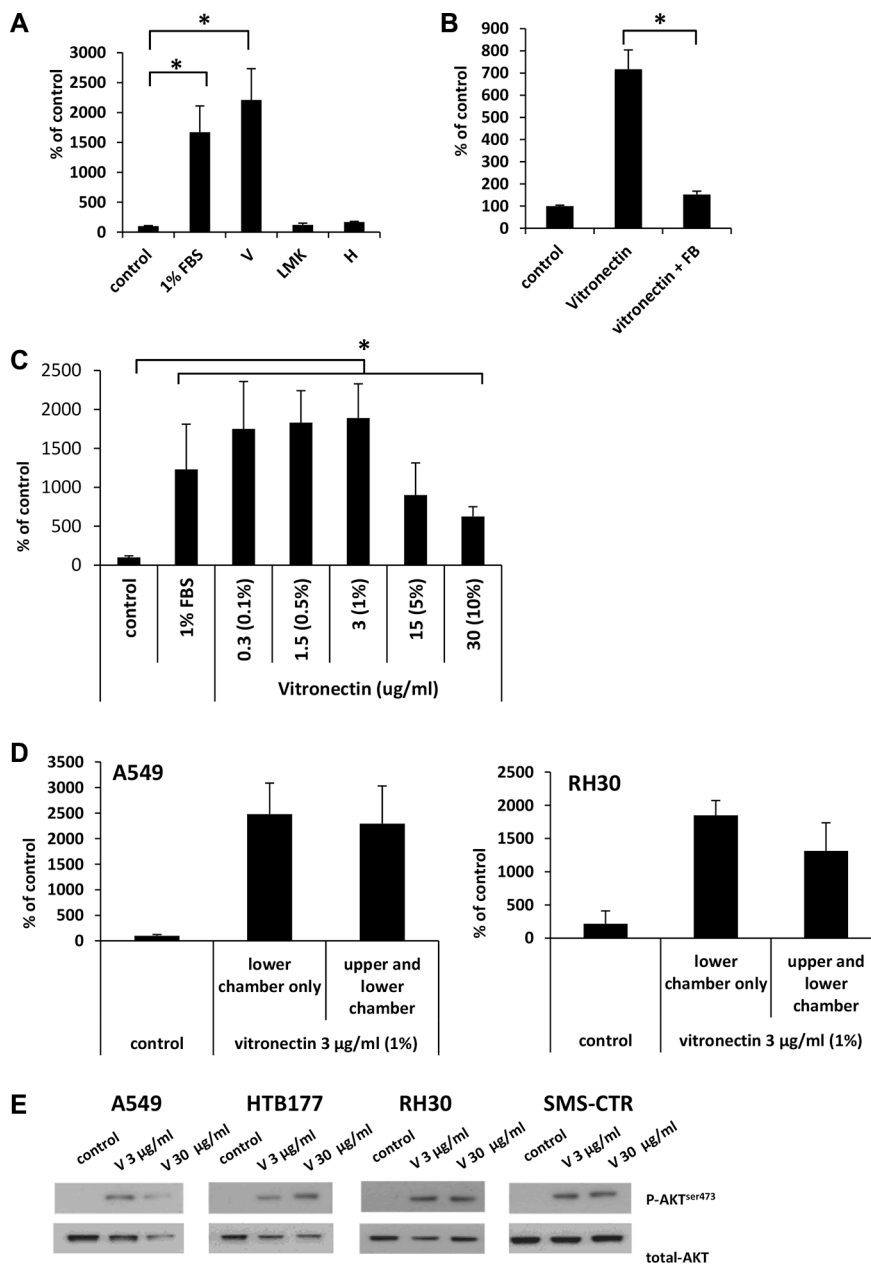 A
% of control
3000
2500
2000
1500
1000
500
0
*
*
control
1% FBS
V
LMK
H
B
% of control
900
800
700
600
500
400
300
200
100
0
*
control
Vitronectin
vitronectin + FB
C
% of control
2500
2000
1500
1000
500
0
*
control
1% FBS
0.3 (0.1%)
1.5 (0.5%)
3 (1%)
15 (5%)
30 (10%)
Vitronectin (ug/ml)
D
A549
% of control
3500
3000
2500
2000
1500
1000
500
0
lower
chamber only
upper and
lower
chamber
control
vitronectin 3 µg/ml (1%)
RH30
% of control
2500
2000
1500
1000
500
0
lower
chamber only
upper and
lower
chamber
control
vitronectin 3 µg/ml (1%)
E
A549
HTB177
RH30
SMS-CTR
control
V 3 µg/ml
V 30 µg/ml
control
V 3 µg/ml
V 30 µg/ml
control
V 3 µg/ml
V 30 µg/ml
control
V 3 µg/ml
V 30 µg/ml
P-AKTser473
total-AKT